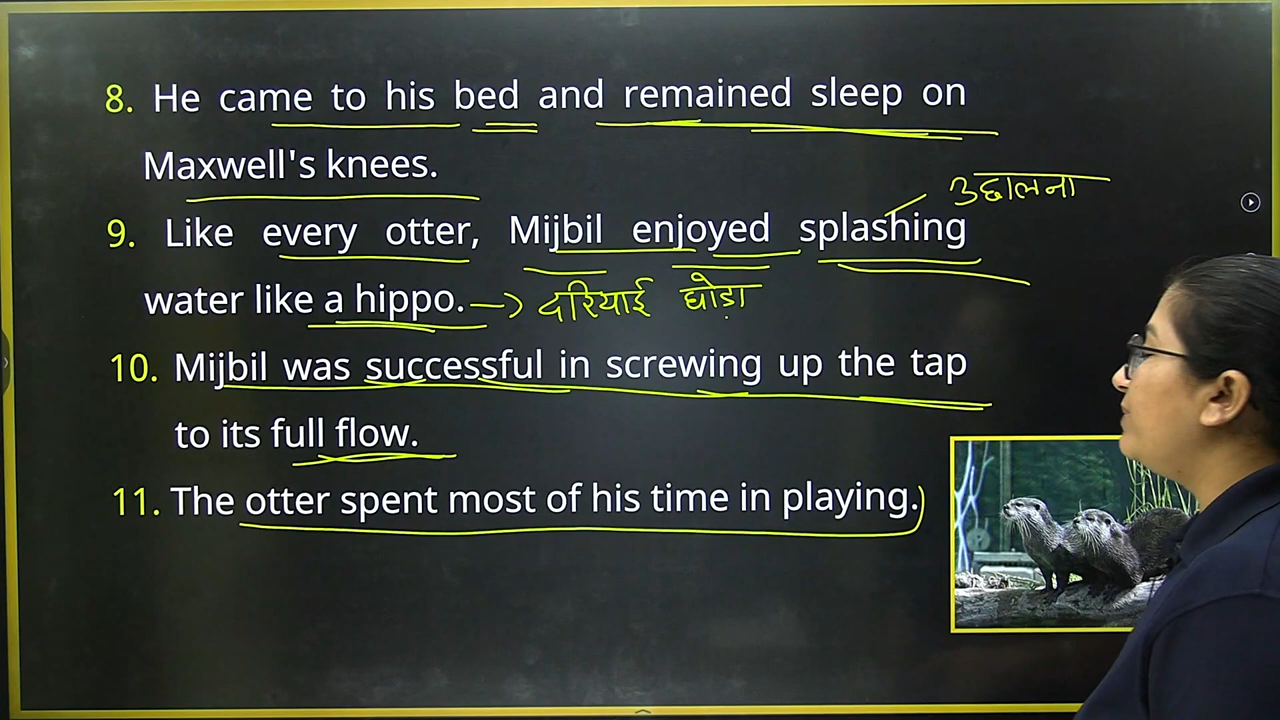 8. He came to his bed and remained sleep on
Maxwell's knees.
उछालना
9. Like every otter, Mijbil enjoyed splashing
water like a hippo. → दरियाई घोड़ा
10. Mijbil was successful in screwing up the tap
to its full flow.
11. The otter spent most of his time in playing.)